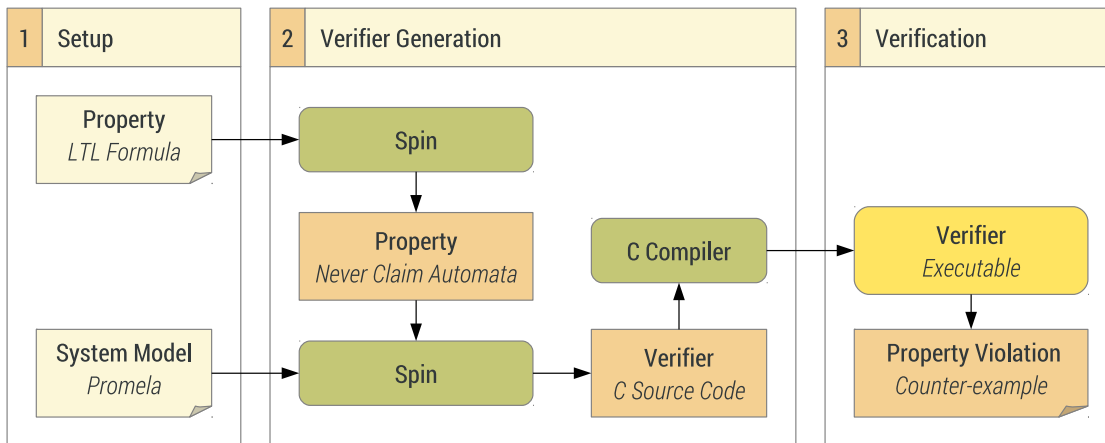 1 Setup
2 Verifier Generation
3 Verification
Property
LTL Formula
Spin
Property
Never Claim Automata
System Model
Promela
Spin
C Compiler
Verifier
C Source Code
Verifier
Executable
Property Violation
Counter-example